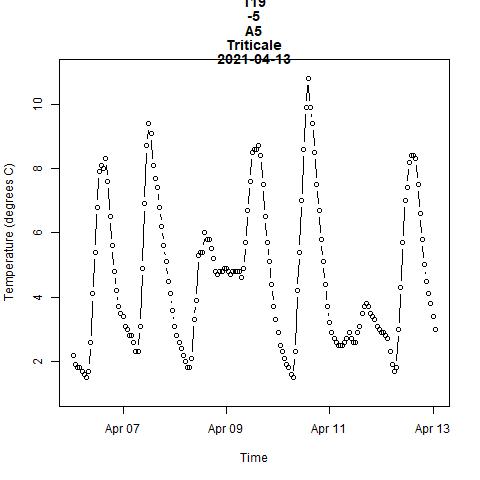 T19
-5
A5
Triticale
2021-04-13
Temperature (degrees C)
10
8
6
4
2
Apr 07
Apr 09
Apr 11
Apr 13
Time